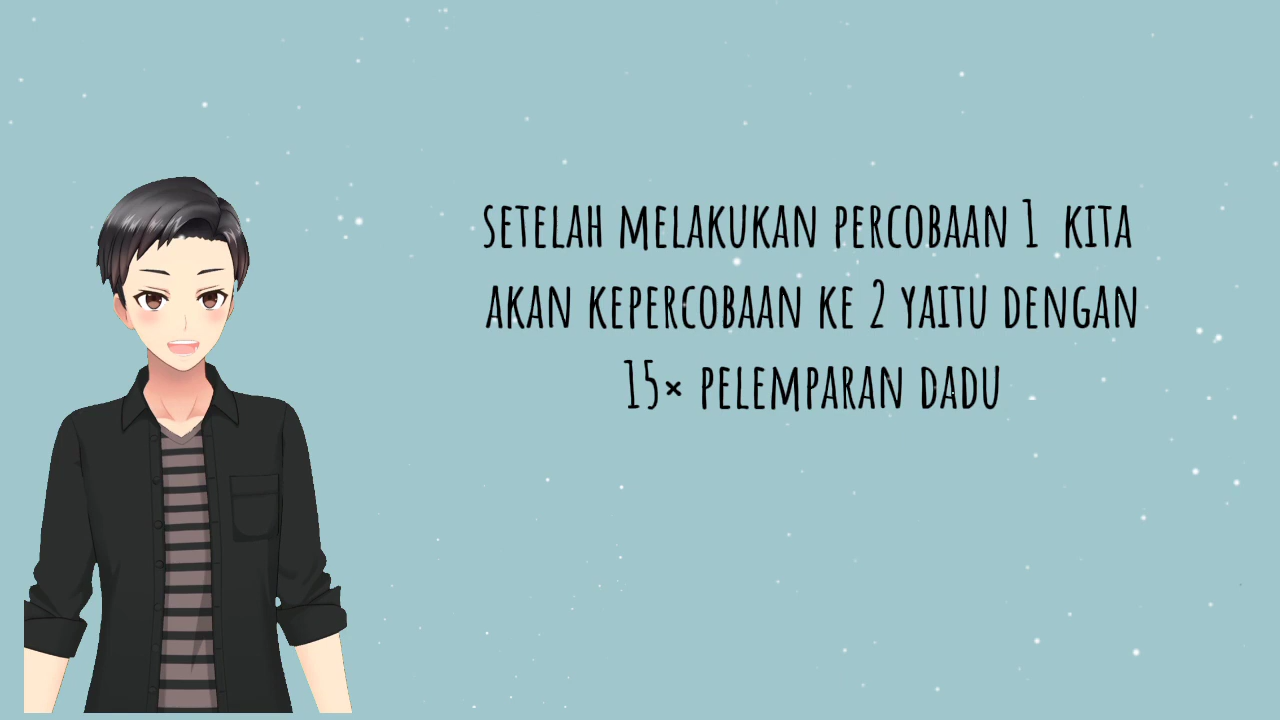 SETELAH MELAKUKAN PERCOBAAN 1 KITA
AKAN KEPERCOBAAN KE 2 YAITU DENGAN
15× PELEMPARAN DADU